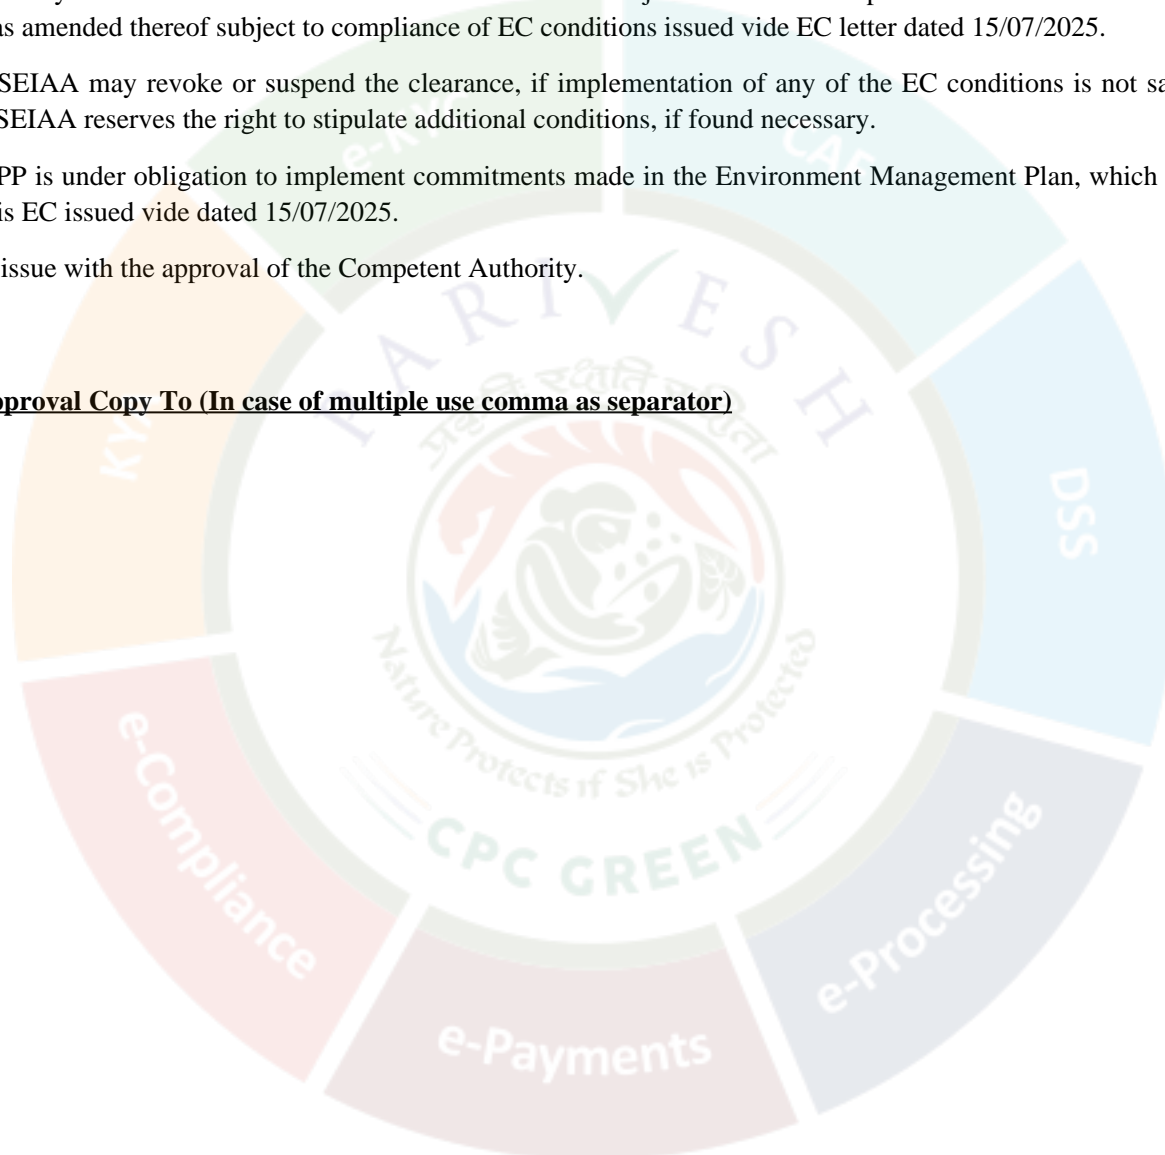 as amended thereof subject to compliance of EC conditions issued vide EC letter dated 15/07/2025.
SEIAA may revoke or suspend the clearance, if implementation of any of the EC conditions is not sa
SEIAA reserves the right to stipulate additional conditions, if found necessary.
PP is under obligation to implement commitments made in the Environment Management Plan, which
is EC issued vide dated 15/07/2025.
issue with the approval of the Competent Authority.
pproval Copy To (In case of multiple use comma as separator)
e-KYC
CAF
KYA
DSS
PARIVESH
प्रकृतिः रक्षति रक्षिता
Nature Protects if She is Protected
CPC GREEN
e-Compliance
e-Processing
e-Payments